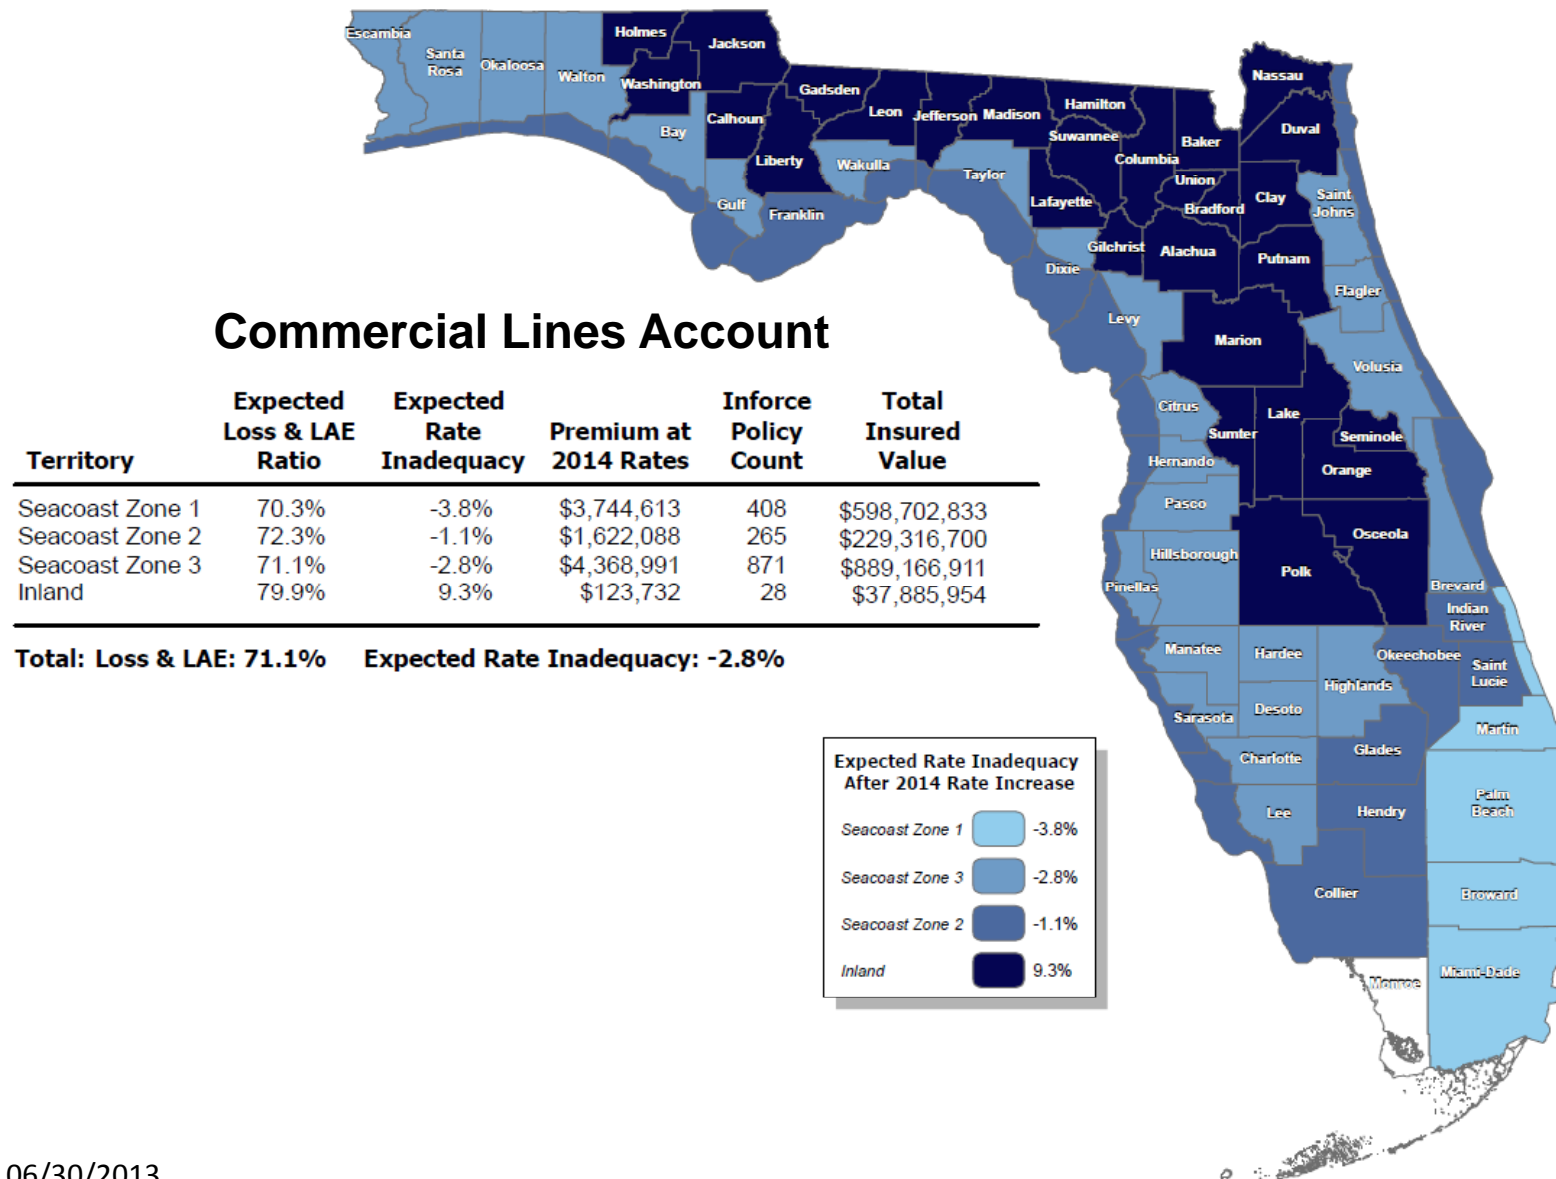 Escambia
Santa
Rosa
Okaloosa
Walton
Holmes
Jackson
Washington
Bay
Calhoun
Gulf
Gadsden
Liberty
Franklin
Leon
Wakulla
Jefferson
Madison
Taylor
Hamilton
Suwannee
Lafayette
Columbia
Baker
Union
Bradford
Nassau
Duval
Clay
Saint
Johns
Gilchrist
Alachua
Putnam
Dixie
Flagler
Levy
Marion
Volusia
Citrus
Lake
Sumter
Seminole
Hernando
Orange
Pasco
Osceola
Hillsborough
Polk
Pinellas
Brevard
Indian
River
Manatee
Hardee
Okeechobee
Saint
Lucie
Highlands
Sarasota
Desoto
Martin
Charlotte
Glades
Palm
Beach
Lee
Hendry
Collier
Broward
Monroe
Miami-Dade
Commercial Lines Account
Territory Expected Loss & LAE Ratio Expected Rate Inadequacy Premium at 2014 Rates Inforce Policy Count Total Insured Value
Seacoast Zone 1 70.3% -3.8% $3,744,613 408 $598,702,833
Seacoast Zone 2 72.3% -1.1% $1,622,088 265 $229,316,700
Seacoast Zone 3 71.1% -2.8% $4,368,991 871 $889,166,911
Inland 79.9% 9.3% $123,732 28 $37,885,954
Total: Loss & LAE: 71.1% Expected Rate Inadequacy: -2.8%
Expected Rate Inadequacy
After 2014 Rate Increase
Seacoast Zone 1 -3.8%
Seacoast Zone 3 -2.8%
Seacoast Zone 2 -1.1%
Inland 9.3%
06/30/2013